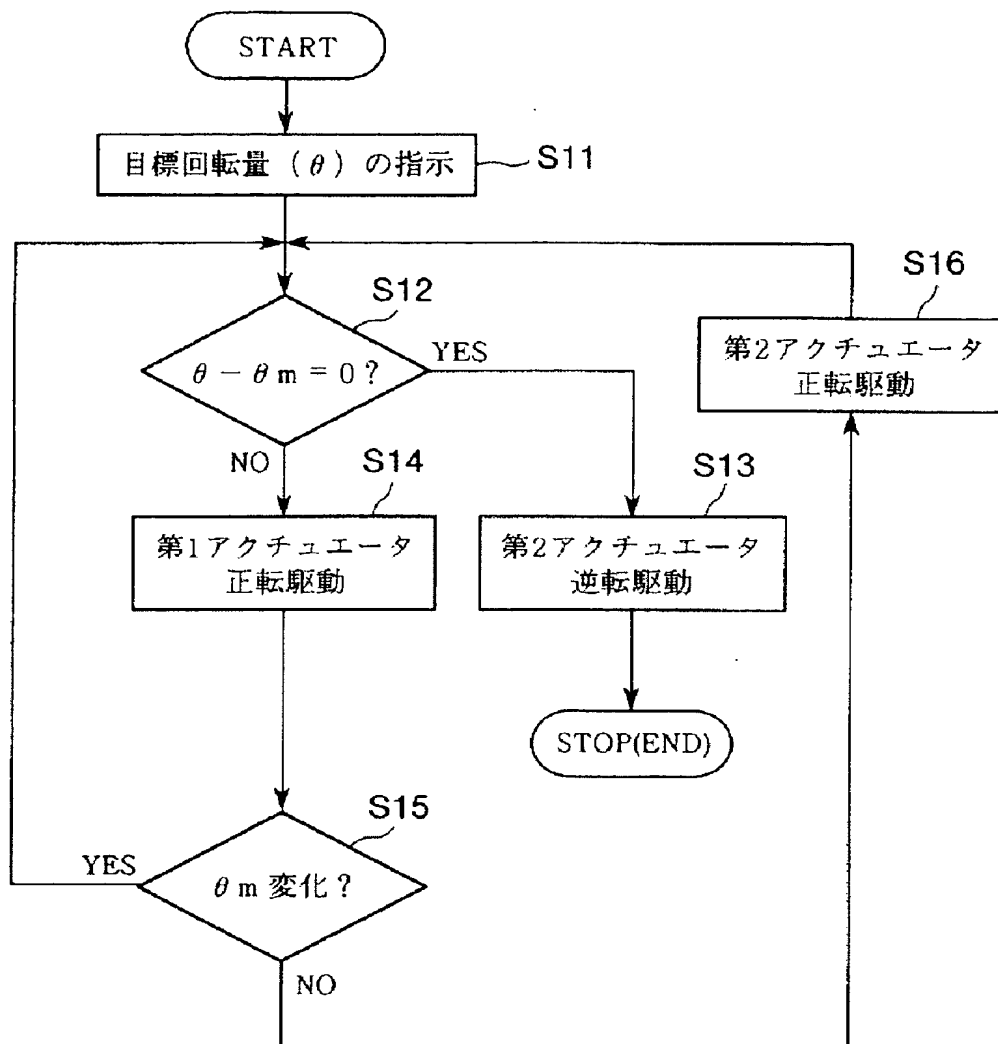 START
目標回転量（θ）の指示
S11
S12
θ－θm＝0？
YES
NO
S16
第2アクチュエータ
正転駆動
S14
第1アクチュエータ
正転駆動
S13
第2アクチュエータ
逆転駆動
STOP(END)
S15
θm変化？
YES
NO